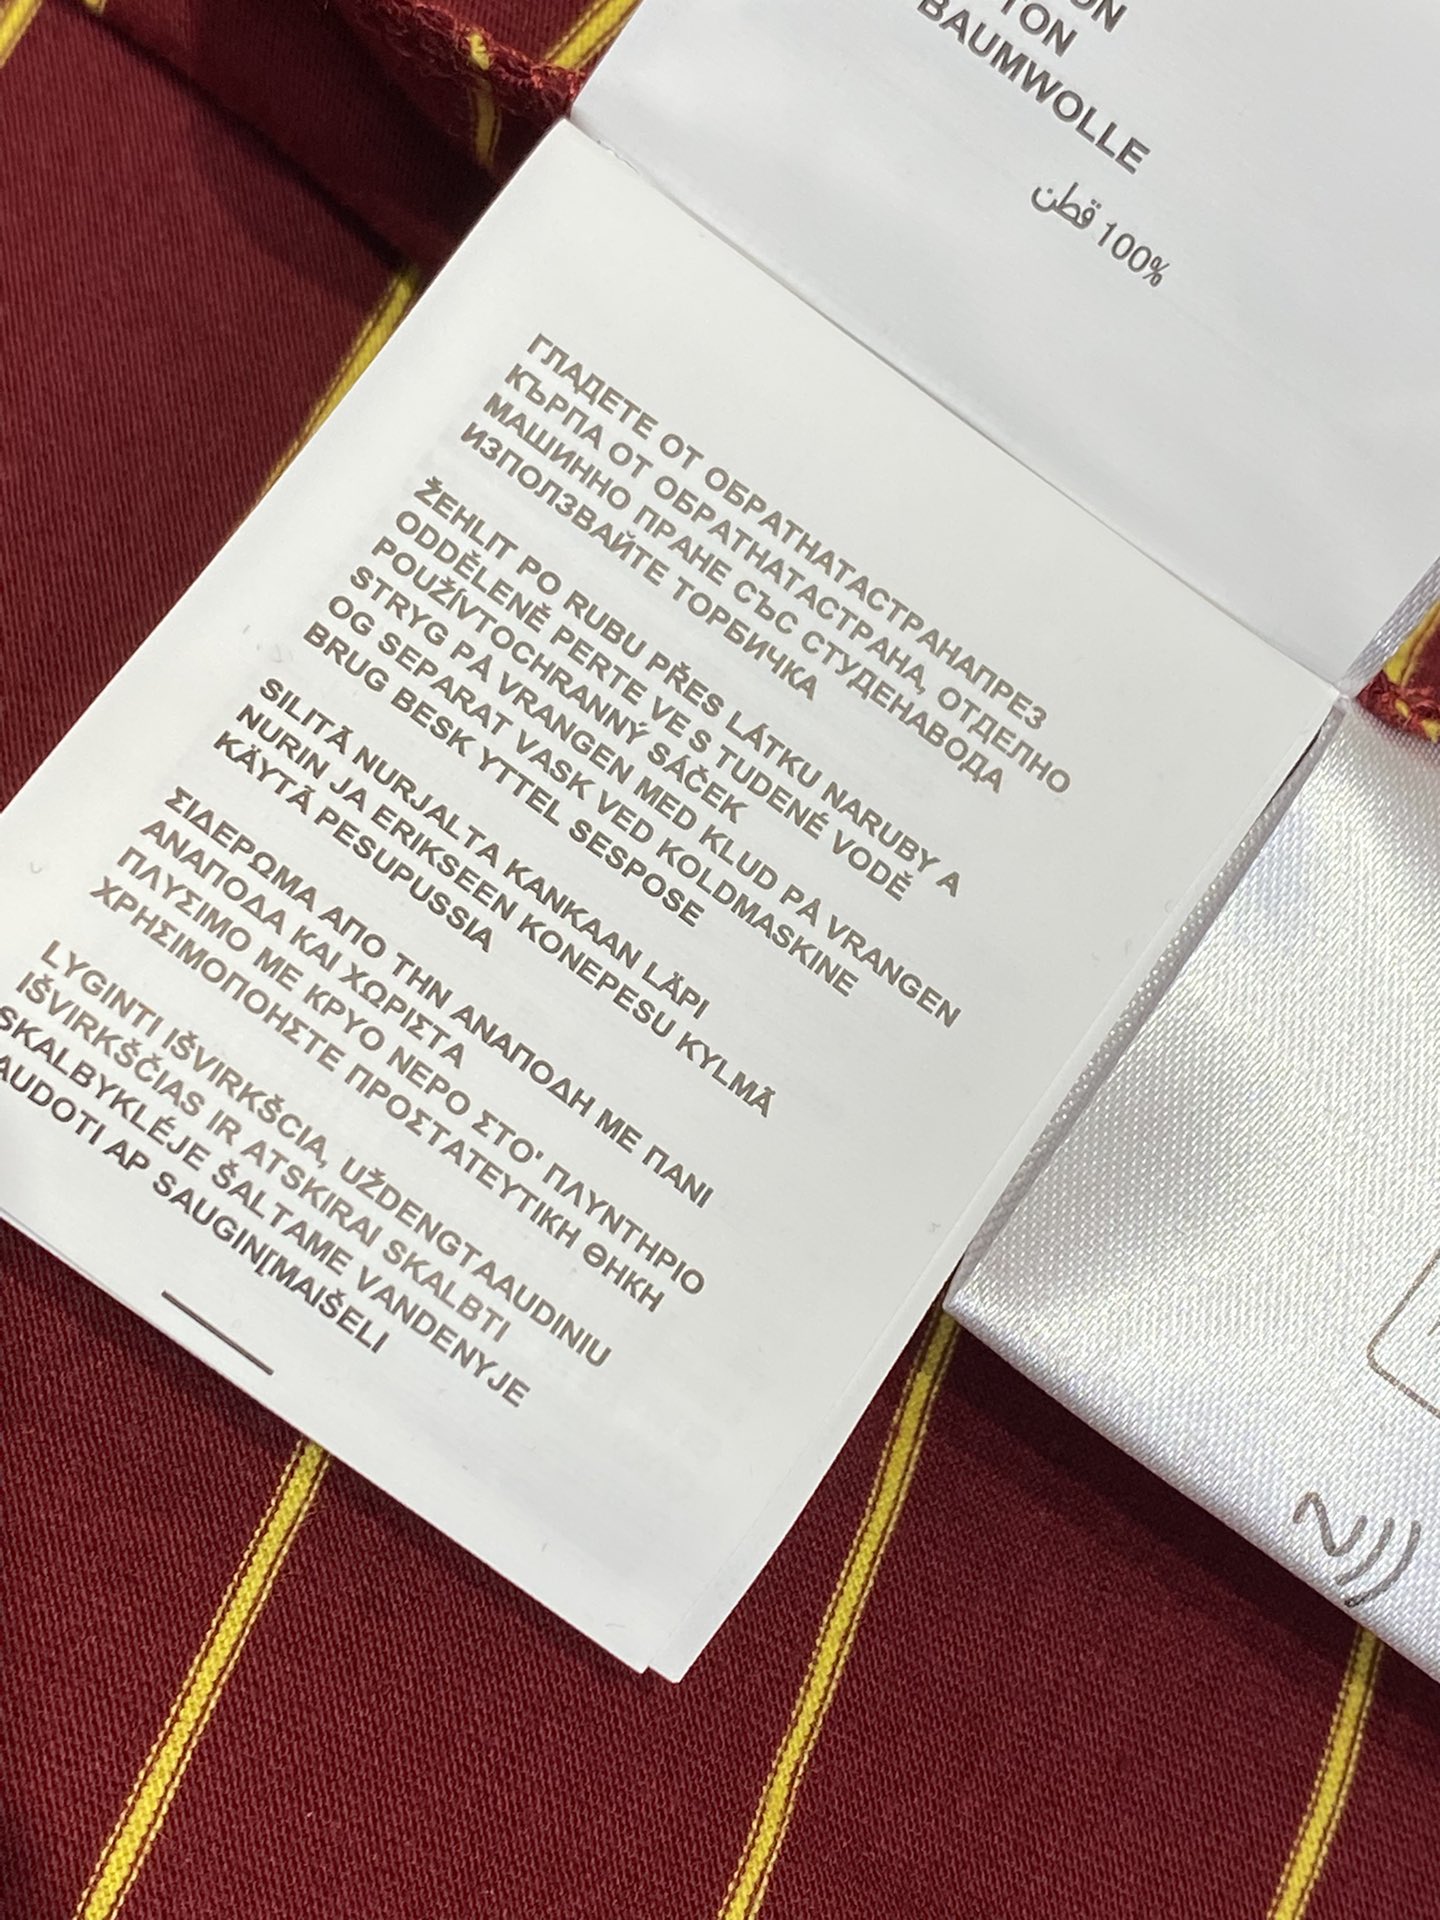 TON
BAUMWOLLE
100% قطن
ГЛАДЕТЕ ОТ ОБРАТНАТАСТРАНАПРЕЗ
КЪРПА ОТ ОБРАТНАТАСТРАНА, ОТДЕЛНО
МАШИННО ПРАНЕ СЪС СТУДЕНАВОДА
ИЗПОЛЗВАЙТЕ ТОРБИЧКА
ŽEHLIT PO RUBU PŘES LÁTKU NARUBY A
ODDĚLENĚ PERTE VE S TUDENÉ VODĚ
POUŽÍVTOCHRANNÝ SÁČEK
STRYG PÅ VRANGEN MED KLUD PÅ VRANGEN
OG SEPARAT VASK VED KOLDMASKINE
BRUG BESK YTTEL SESPOSE
SILITÄ NURJALTA KANKAAN LÄPI
NURIN JA ERIKSEEN KONEPESU KYLMÄ
KÄYTÄ PESUPUSSIA
ΣΙΔΕΡΩΜΑ ΑΠΟ ΤΗΝ ΑΝΑΠΟΔΗ ΜΕ ΠΑΝΙ
ΑΝΑΠΟΔΑ ΚΑΙ ΧΩΡΙΣΤΑ
ΠΛΥΣΙΜΟ ΜΕ ΚΡΥΟ ΝΕΡΟ ΣΤΟ' ΠΛΥΝΤΗΡΙΟ
ΧΡΗΣΙΜΟΠΟΗΣΤΕ ΠΡΟΣΤΑΤΕΥΤΙΚΗ ΘΗΚΗ
LYGINTI IŠVIRKŠCIA, UŽDENGTAAUDINIU
IŠVIRKŠČIAS IR ATSKIRAI SKALBTI
SKALBYKLÉJE ŠALTAME VANDENYJE
AUDOTI AP SAUGINĮMAIŠELI